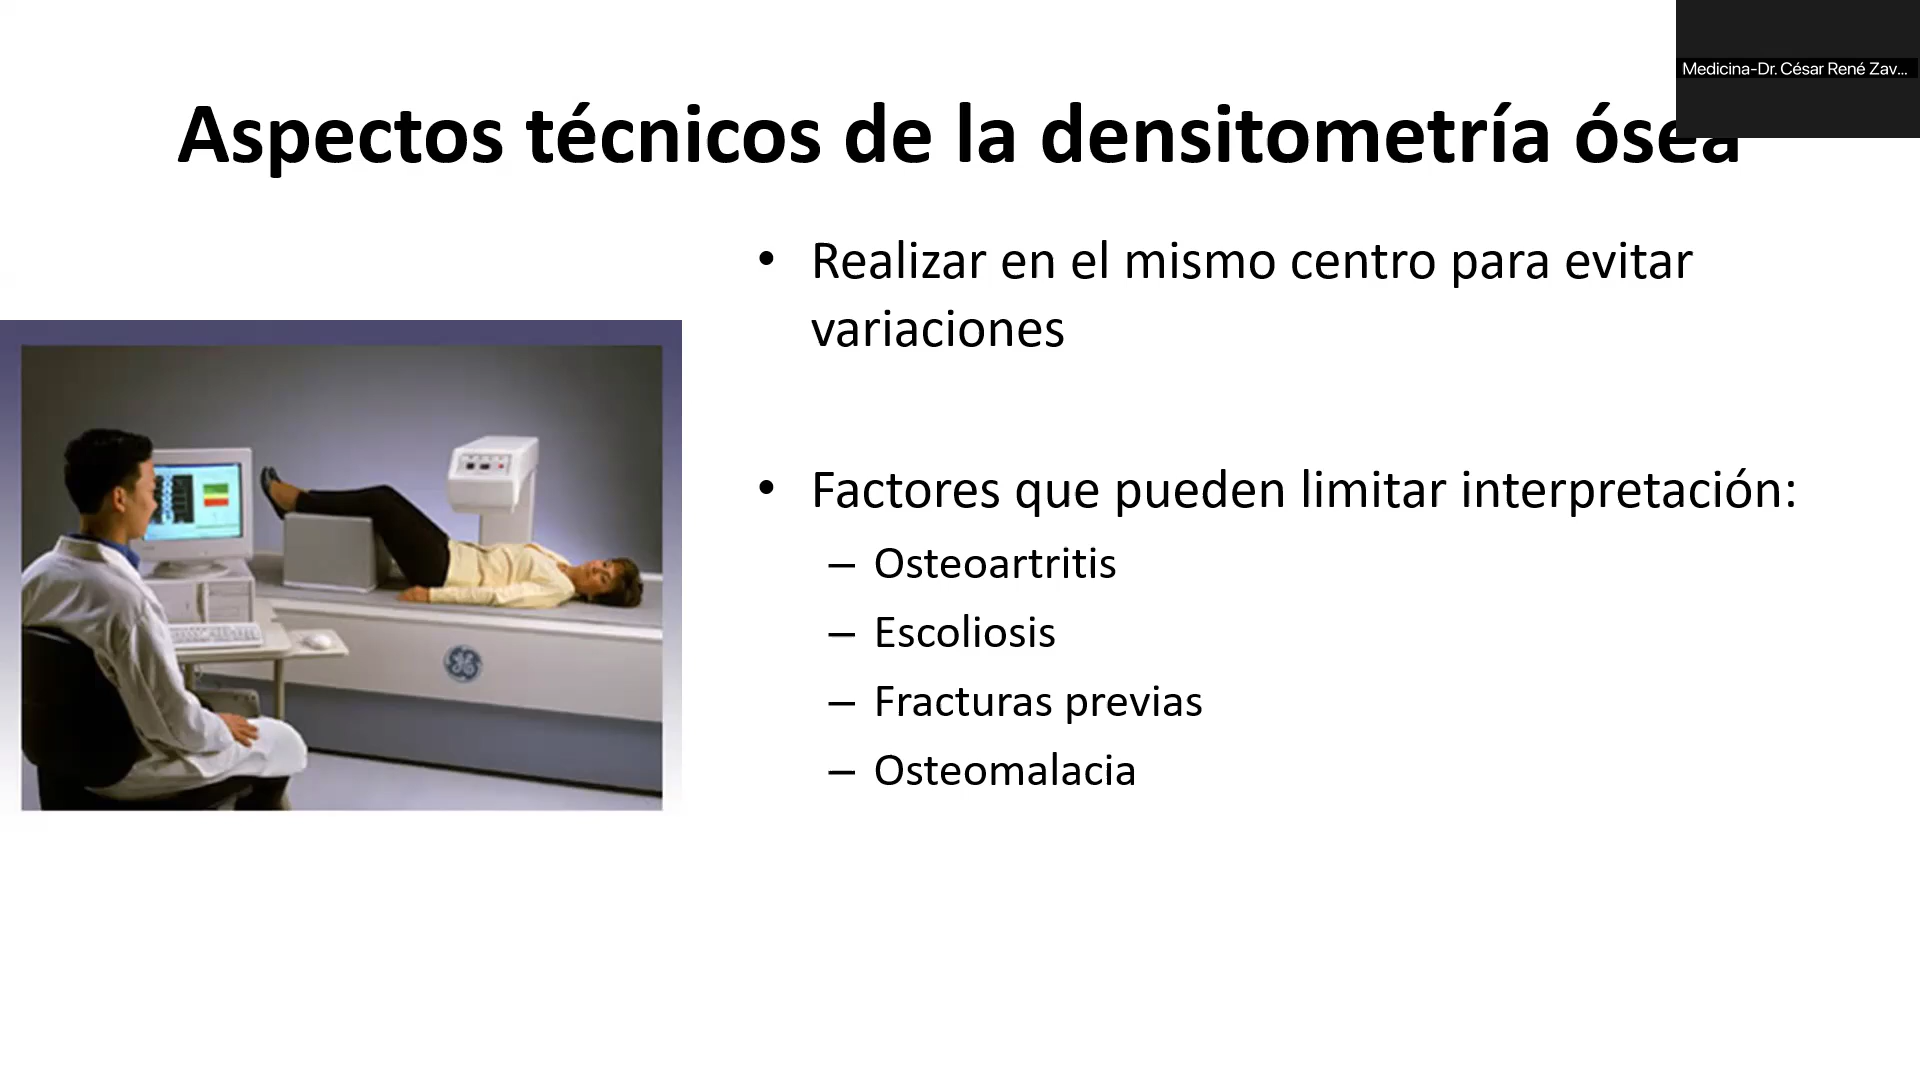 Medicina-Dr. César René Zav...
Aspectos técnicos de la densitometría ósea
• Realizar en el mismo centro para evitar
variaciones
• Factores que pueden limitar interpretación:
– Osteoartritis
– Escoliosis
– Fracturas previas
– Osteomalacia
GE